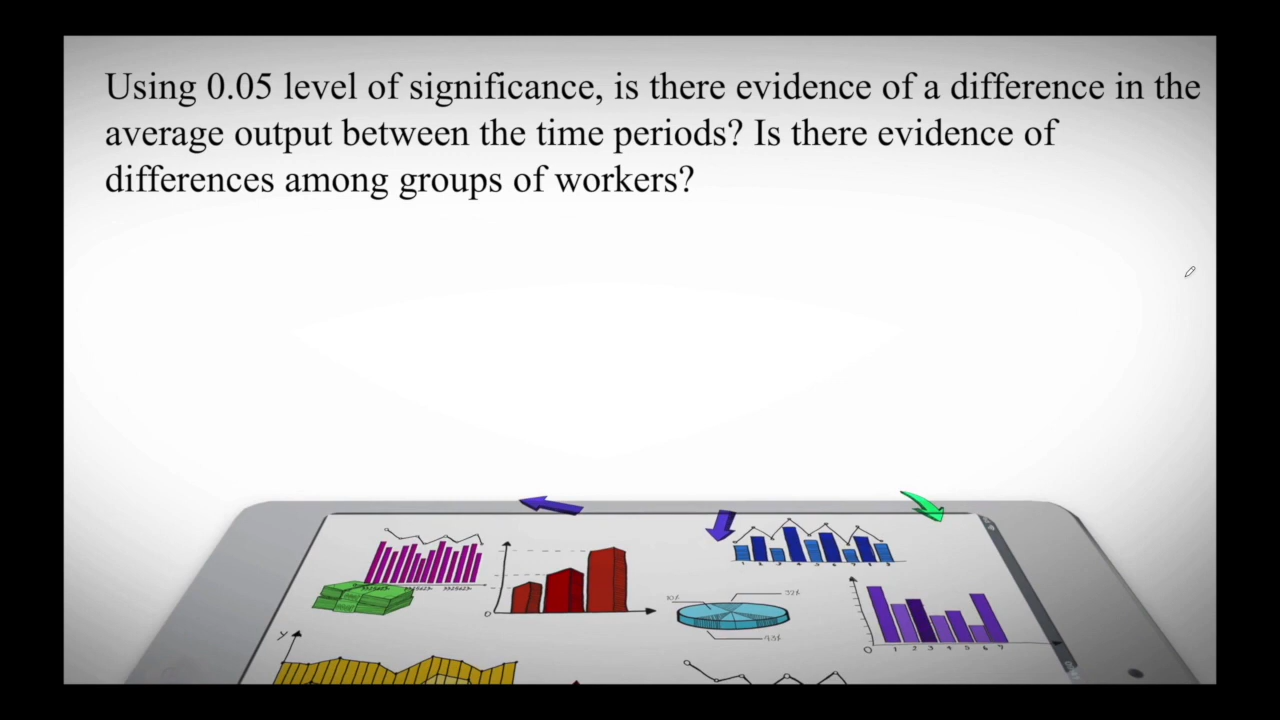 Using 0.05 level of significance, is there evidence of a difference in the
average output between the time periods? Is there evidence of
differences among groups of workers?